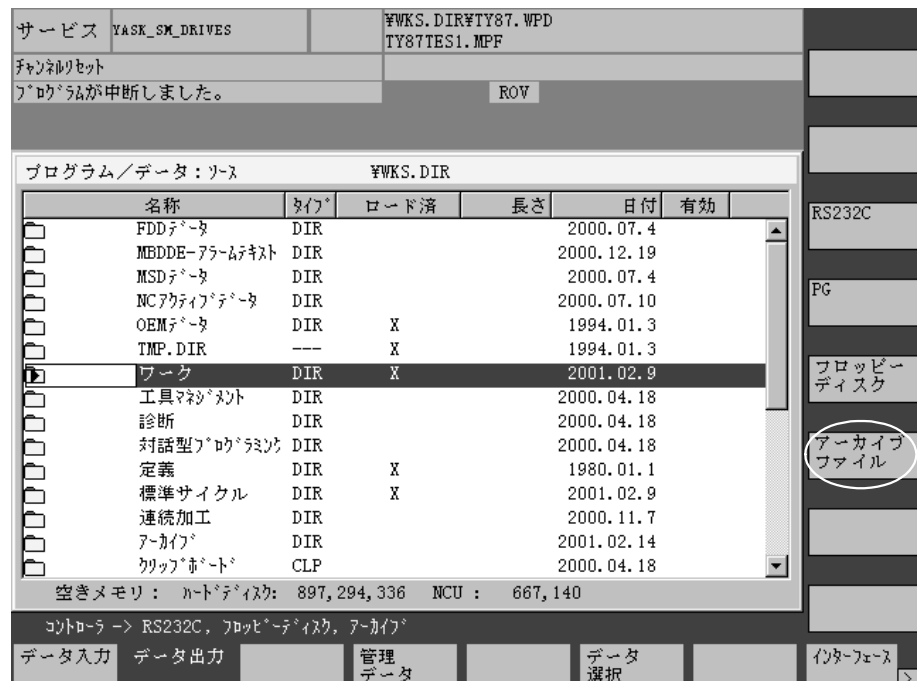 サービス YASK_SM_DRIVES ¥WKS.DIR¥TY87.WPD
TY87TES1.MPF
ﾁｬﾝﾈﾙﾘｾｯﾄ
ﾌﾟﾛｸﾞﾗﾑが中断しました。 ROV
プログラム／データ:ｿｰｽ ¥WKS.DIR
名称 ﾀｲﾌﾟ ロード済 長さ 日付 有効
FDDﾃﾞｰﾀ DIR 2000.07.4
MBDDE-ｱﾗｰﾑﾃｷｽﾄ DIR 2000.12.19
MSDﾃﾞｰﾀ DIR 2000.07.4
NCｱｸﾃｨﾌﾞﾃﾞｰﾀ DIR 2000.07.10
OEMﾃﾞｰﾀ DIR X 1994.01.3
TMP.DIR --- X 1994.01.3
ワーク DIR X 2001.02.9
工具ﾏﾈｼﾞﾒﾝﾄ DIR 2000.04.18
診断 DIR 2000.04.18
対話型ﾌﾟﾛｸﾞﾗﾐﾝｸ DIR 2000.04.18
定義 DIR X 1980.01.1
標準サイクル DIR X 2001.02.9
連続加工 DIR 2000.11.7
ｱｰｶｲﾌﾞ DIR 2001.02.14
ｸﾘｯﾌﾟﾎﾞｰﾄﾞ CLP 2000.04.18
空きメモリ： ﾊｰﾄﾞﾃﾞｨｽｸ: 897,294,336 NCU : 667,140
ｺﾝﾄﾛｰﾗ -> RS232C, ﾌﾛｯﾋﾟｰﾃﾞｨｽｸ, ｱｰｶｲﾌﾞ
データ入力 データ出力 管理
データ
データ
選択
ｲﾝﾀｰﾌｪｰｽ
>
RS232C
PG
フロッピー
ディスク
アーカイブ
ファイル